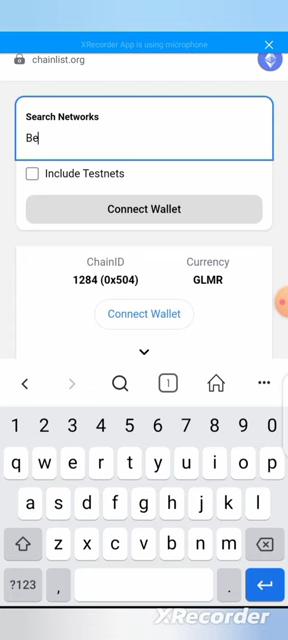 XRecorder App is using microphone
chainlist.org
Search Networks
Be
Include Testnets
Connect Wallet
ChainID
Currency
1284 (0x504)
GLMR
Connect Wallet
1
1 2 3 4 5 6 7 8 9 0
q w e r t y u i o p
a s d f g h j k l
z x c v b n m
?123 , .
XRecorder